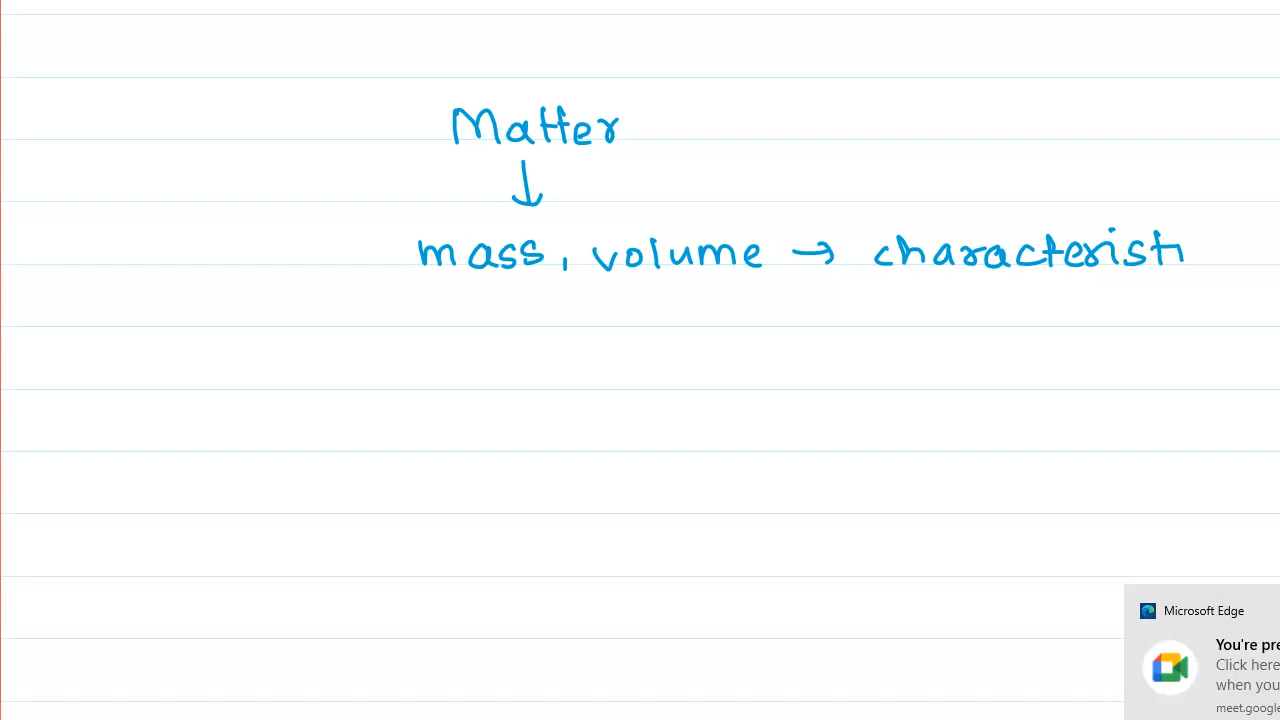 Matter
↓
mass, volume → characterist
Microsoft Edge
You're pre
Click here
when you
meet.google